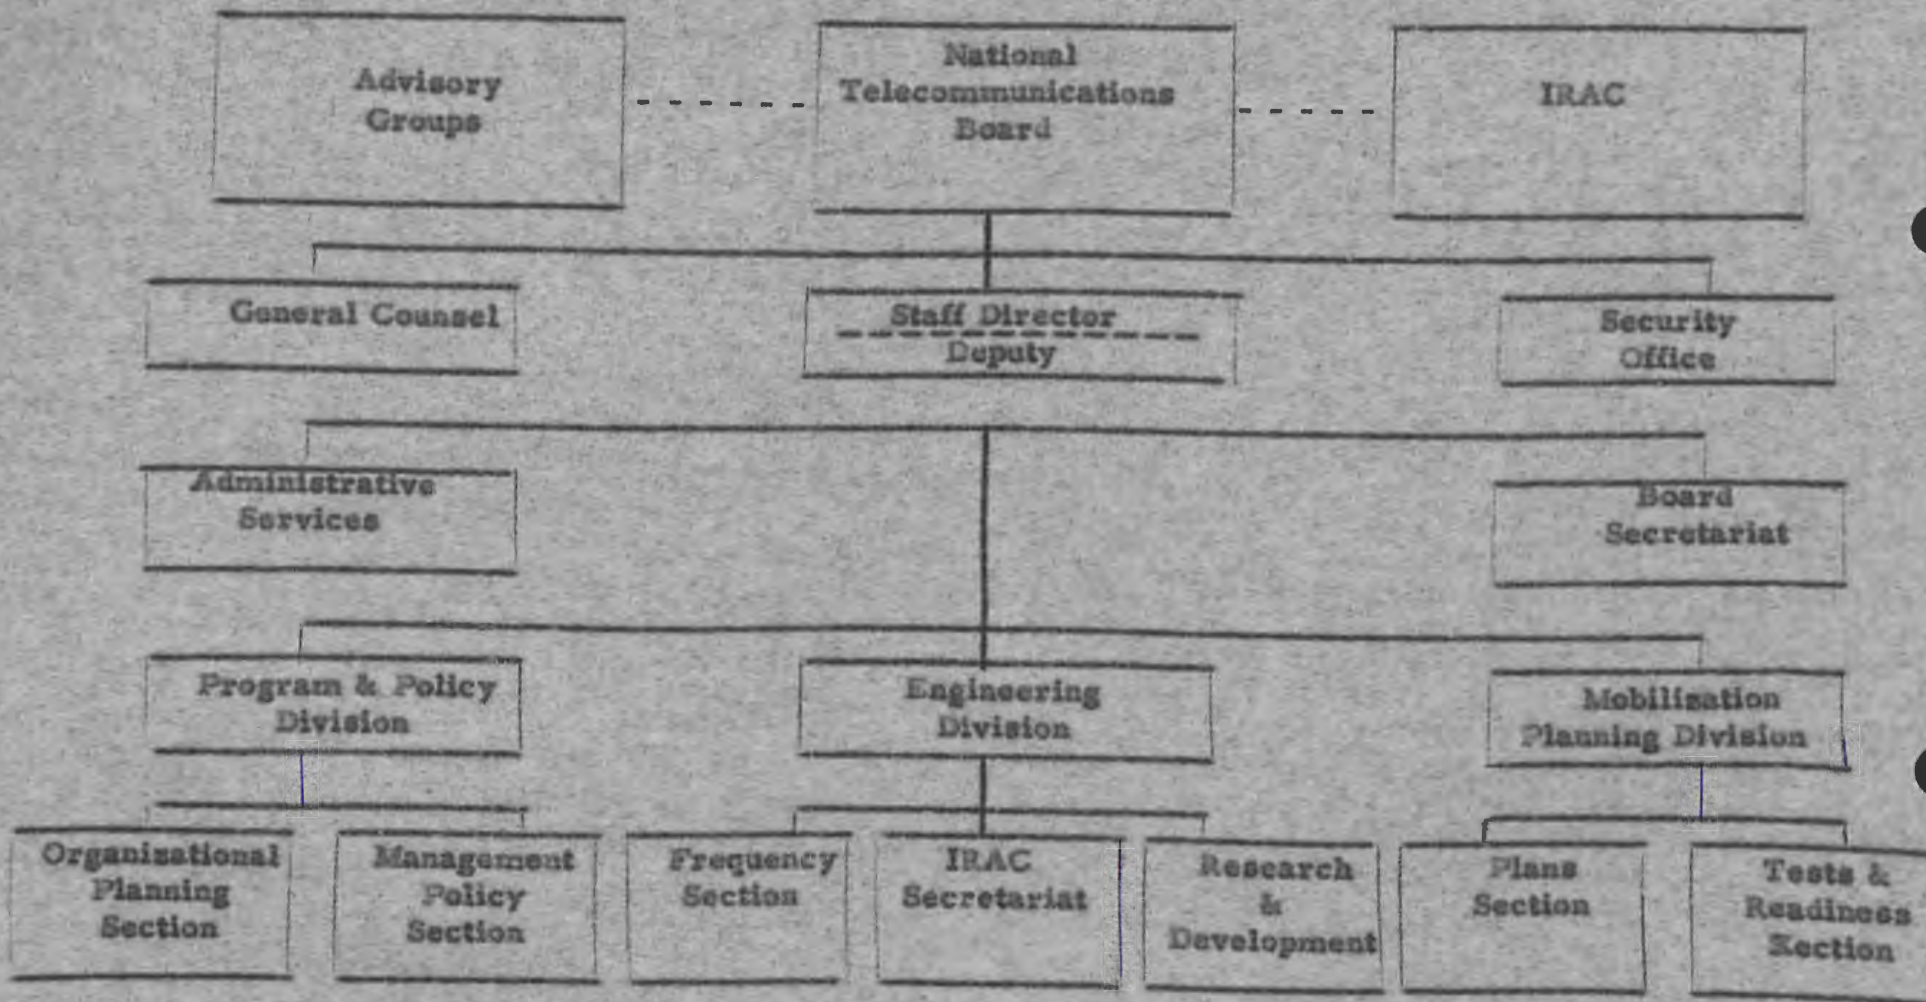 Advisory
Groups
National
Telecommunications
Board
IRAC
General Counsel
Staff Director
Deputy
Security
Office
Administrative
Services
Board
Secretariat
Program & Policy
Division
Engineering
Division
Mobilization
Planning Division
Organizational
Planning
Section
Management
Policy
Section
Frequency
Section
IRAC
Secretariat
Research
&
Development
Plans
Section
Tests &
Readiness
Section